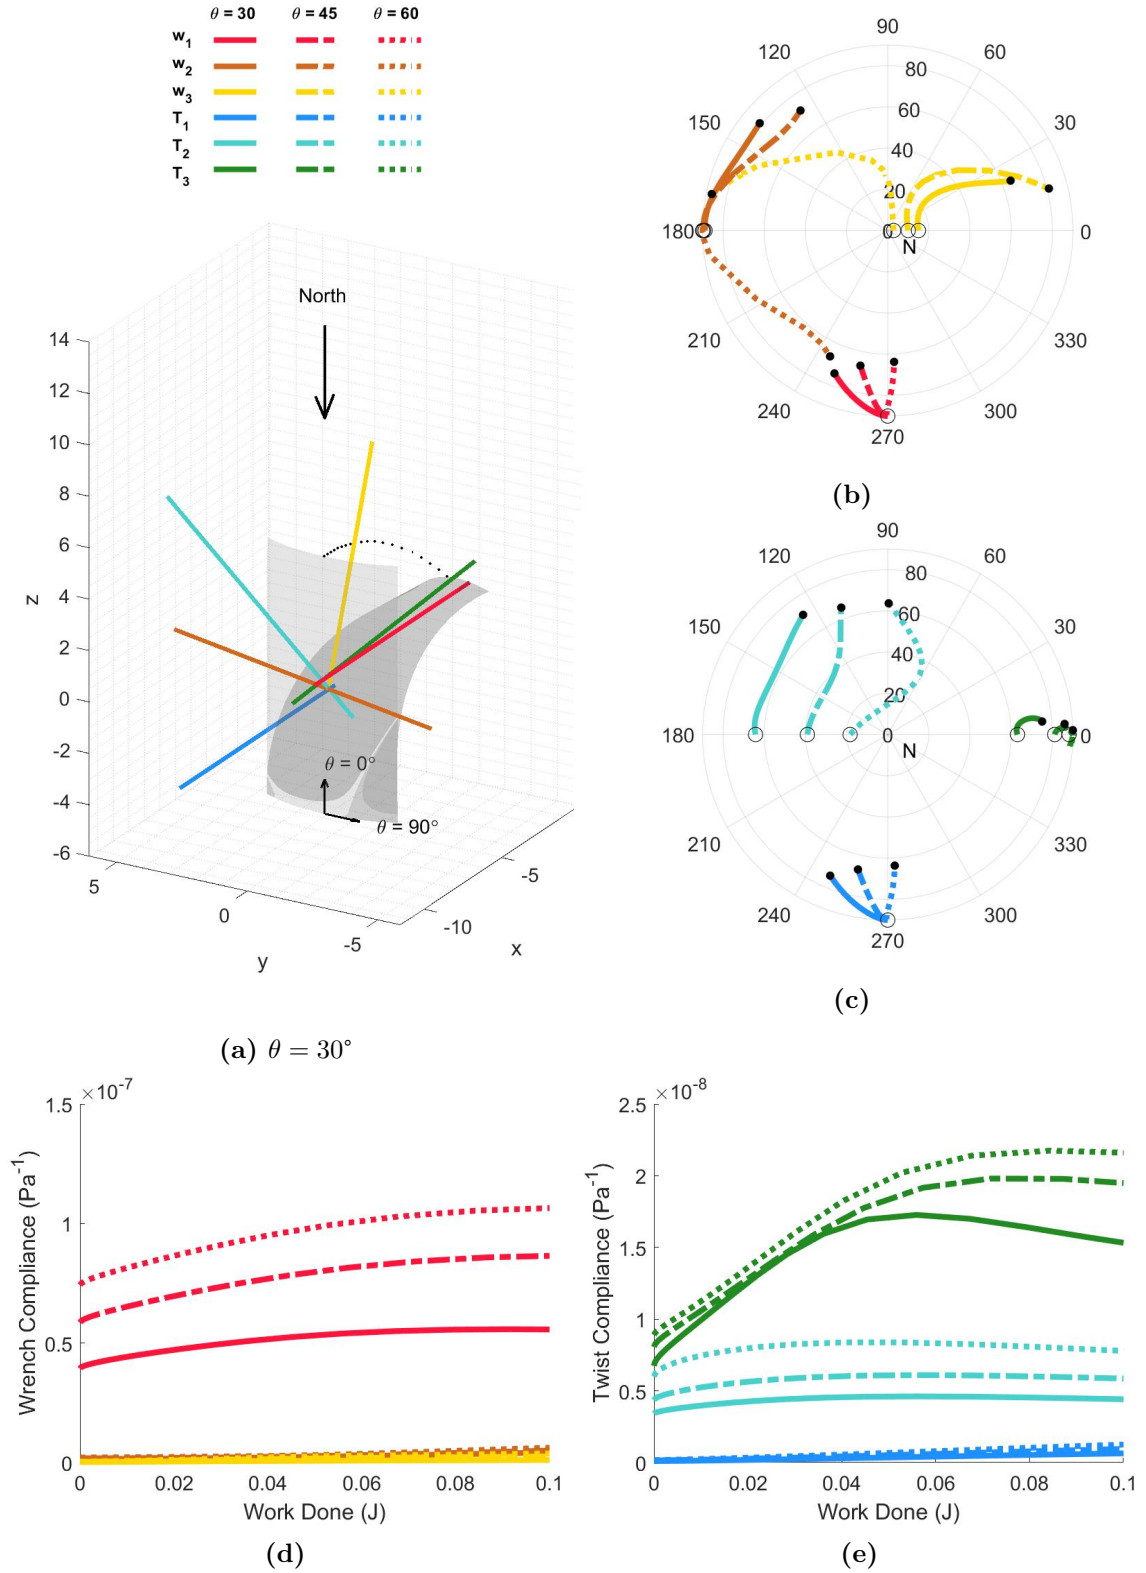 θ = 30 θ = 45 θ = 60
w1
w2
w3
T1
T2
T3
North
14
12
10
8
6
4
2
0
-2
-4
-6
z
θ = 0°
θ = 90°
5
0
-5
y
-10
-5
x
(a) θ = 30°
90
120 60
80
150 60 30
40
20
180 0 0
N
210 330
240 300
270
(b)
90
120 60
80
150 60 30
40
20
180 0 0
N
210 330
240 300
270
(c)
×10-7
1.5
1
0.5
0
Wrench Compliance (Pa-1)
0 0.02 0.04 0.06 0.08 0.1
Work Done (J)
(d)
×10-8
2.5
2
1.5
1
0.5
0
Twist Compliance (Pa-1)
0 0.02 0.04 0.06 0.08 0.1
Work Done (J)
(e)